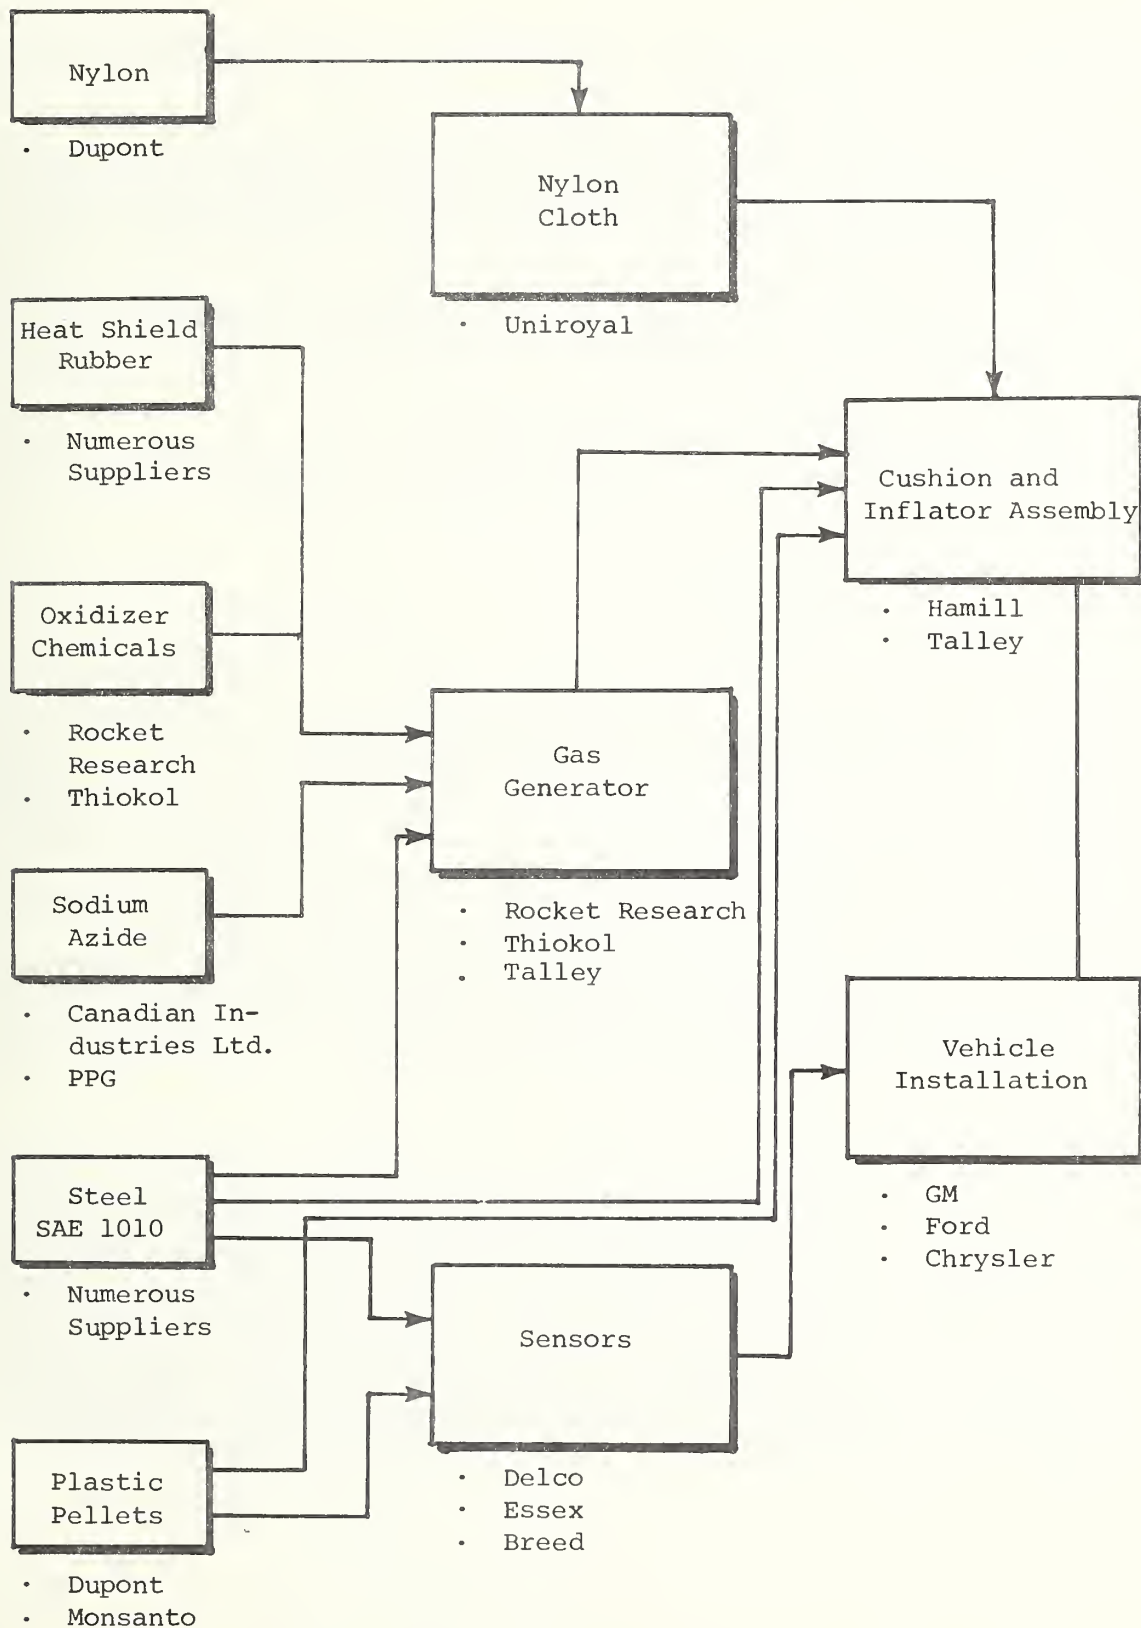 Nylon
· Dupont
Nylon
Cloth
· Uniroyal
Heat Shield
Rubber
· Numerous
Suppliers
Cushion and
Inflator Assembly
· Hamill
· Talley
Oxidizer
Chemicals
· Rocket
Research
· Thiokol
Gas
Generator
· Rocket Research
· Thiokol
· Talley
Sodium
Azide
· Canadian In-
dustries Ltd.
· PPG
Vehicle
Installation
· GM
· Ford
· Chrysler
Steel
SAE 1010
· Numerous
Suppliers
Sensors
· Delco
· Essex
· Breed
Plastic
Pellets
· Dupont
· Monsanto